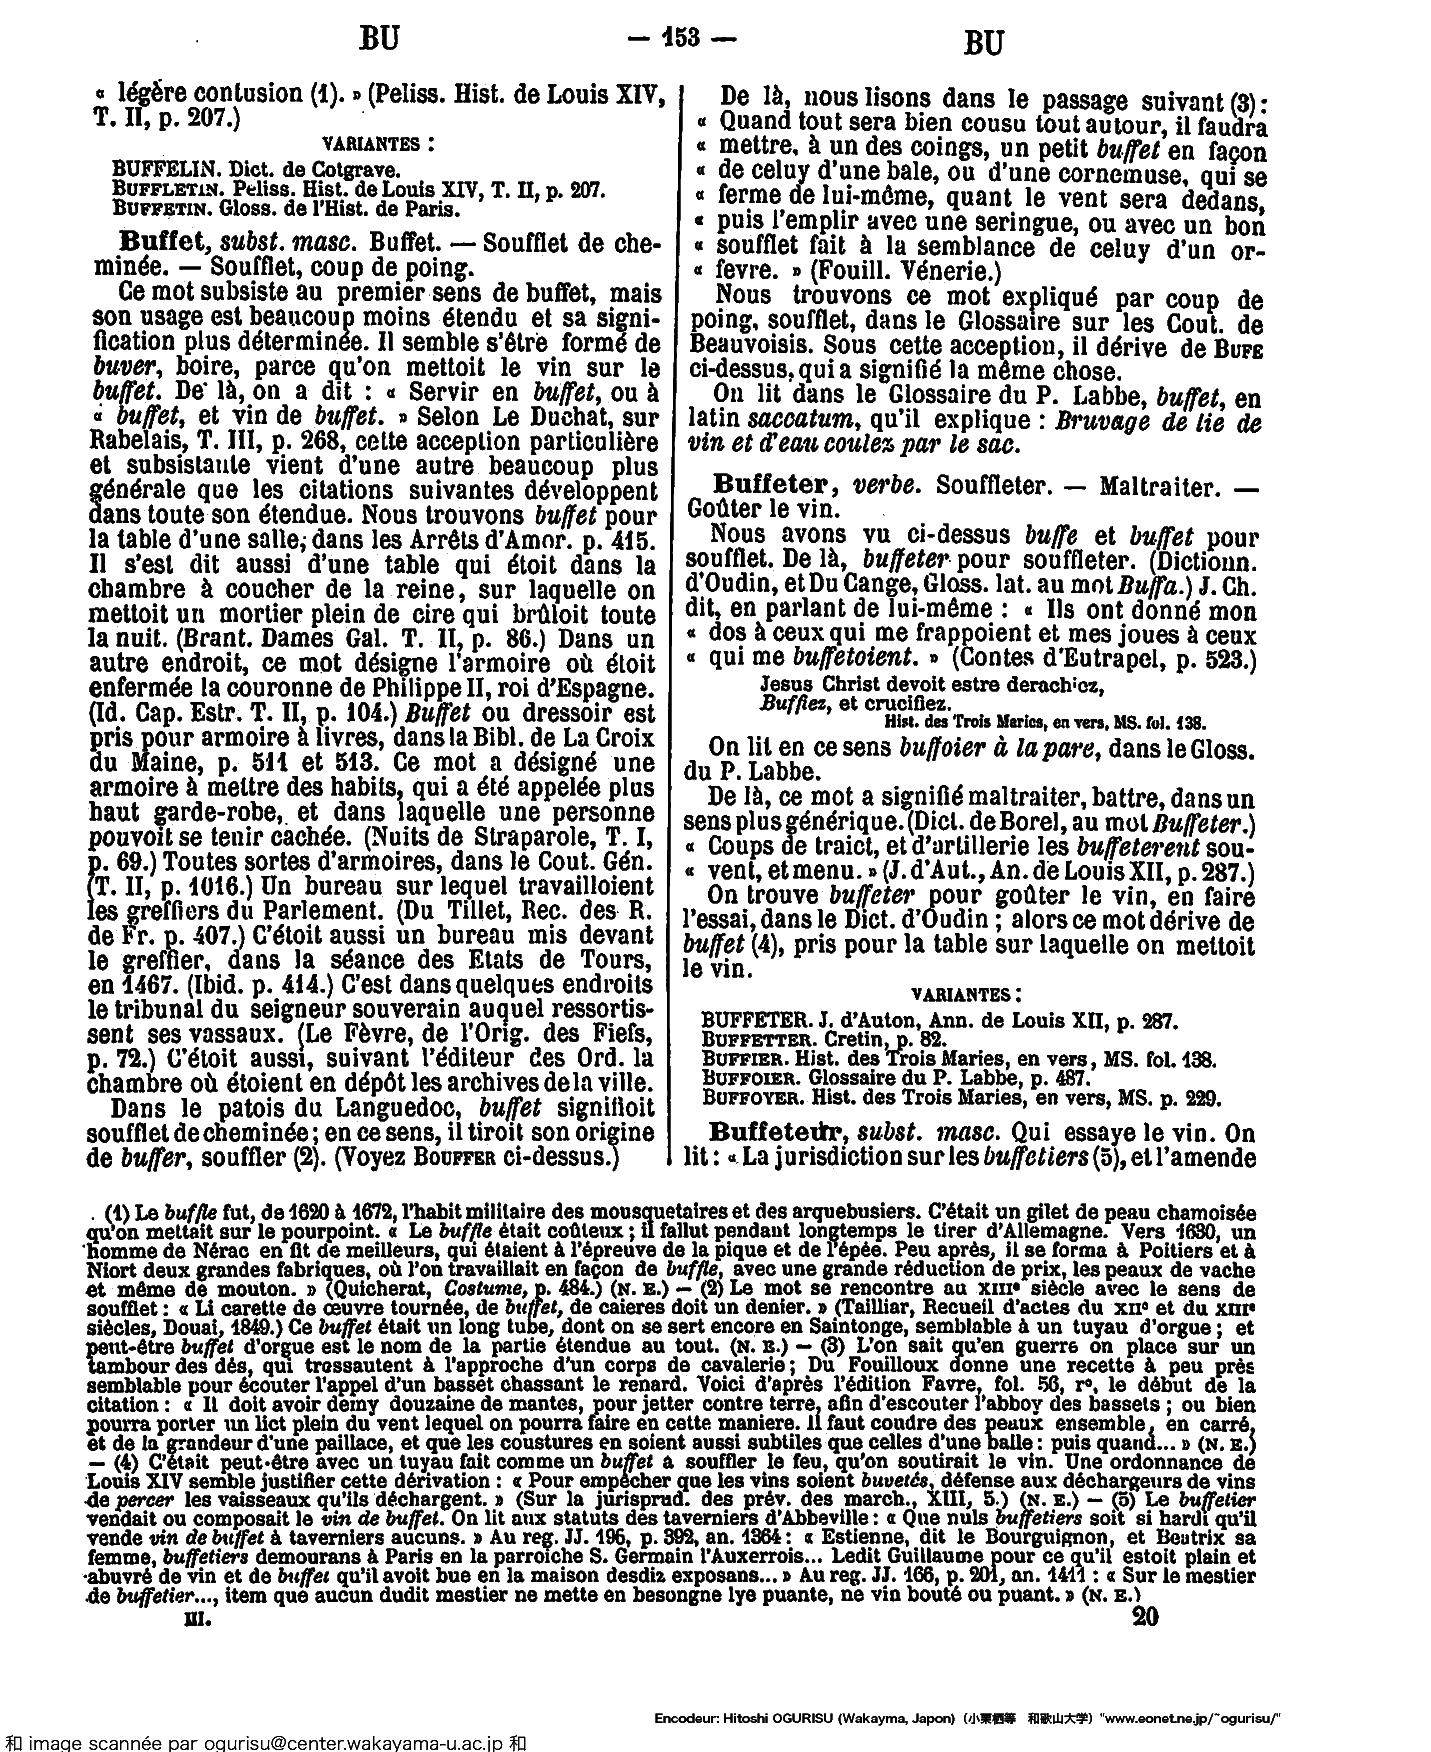 BU
— 153 —
BU
« légère contusion (1). » (Peliss. Hist. de Louis XIV,
T. II, p. 207.)
VARIANTES :
BUFFELIN. Dict. de Cotgrave.
BUFFLETIN. Peliss. Hist. de Louis XIV, T. II, p. 207.
BUFFETIN. Gloss. de l'Hist. de Paris.
Buffet, subst. masc. Buffet. — Soufflet de che-
minée. — Soufflet, coup de poing.
Ce mot subsiste au premier sens de buffet, mais
son usage est beaucoup moins étendu et sa signi-
fication plus déterminée. Il semble s'être formé de
buver, boire, parce qu'on mettoit le vin sur le
buffet. De là, on a dit : « Servir en buffet, ou à
« buffet, et vin de buffet. » Selon Le Duchat, sur
Rabelais, T. III, p. 268, cette acception particulière
et subsistante vient d'une autre beaucoup plus
générale que les citations suivantes développent
dans toute son étendue. Nous trouvons buffet pour
la table d'une salle, dans les Arrêts d'Amor. p. 415.
Il s'est dit aussi d'une table qui étoit dans la
chambre à coucher de la reine, sur laquelle on
mettoit un mortier plein de cire qui brûloit toute
la nuit. (Brant. Dames Gal. T. II, p. 86.) Dans un
autre endroit, ce mot désigne l'armoire où étoit
enfermée la couronne de Philippe II, roi d'Espagne.
(Id. Cap. Estr. T. II, p. 104.) Buffet ou dressoir est
pris pour armoire à livres, dans la Bibl. de La Croix
du Maine, p. 511 et 513. Ce mot a désigné une
armoire à mettre des habits, qui a été appelée plus
haut garde-robe, et dans laquelle une personne
pouvoit se tenir cachée. (Nuits de Straparole, T. I,
p. 69.) Toutes sortes d'armoires, dans le Cout. Gén.
(T. II, p. 1016.) Un bureau sur lequel travailloient
les greffiers du Parlement. (Du Tillet, Rec. des R.
de Fr. p. 407.) C'étoit aussi un bureau mis devant
le greffier, dans la séance des Etats de Tours,
en 1467. (Ibid. p. 414.) C'est dans quelques endroits
le tribunal du seigneur souverain auquel ressortis-
sent ses vassaux. (Le Fèvre, de l'Orig. des Fiefs,
p. 72.) C'étoit aussi, suivant l'éditeur des Ord. la
chambre où étoient en dépôt les archives de la ville.
Dans le patois du Languedoc, buffet signifioit
soufflet de cheminée ; en ce sens, il tiroit son origine
de buffer, souffler (2). (Voyez BOUFFER ci-dessus.)
De là, nous lisons dans le passage suivant (3) :
« Quand tout sera bien cousu tout autour, il faudra
« mettre, à un des coings, un petit buffet en façon
« de celuy d'une bale, ou d'une cornemuse, qui se
« ferme de lui-même, quant le vent sera dedans,
« puis l'emplir avec une seringue, ou avec un bon
« soufflet fait à la semblance de celuy d'un or-
« fevre. » (Fouill. Vénerie.)
Nous trouvons ce mot expliqué par coup de
poing, soufflet, dans le Glossaire sur les Cout. de
Beauvoisis. Sous cette acception, il dérive de BUFE
ci-dessus, qui a signifié la même chose.
On lit dans le Glossaire du P. Labbe, buffet, en
latin saccatum, qu'il explique : Bruvage de lie de
vin et d'eau coulez par le sac.
Buffeter, verbe. Souffleter. — Maltraiter. —
Goûter le vin.
Nous avons vu ci-dessus buffe et buffet pour
soufflet. De là, buffeter pour souffleter. (Dictionn.
d'Oudin, et Du Cange, Gloss. lat. au mot Buffa.) J. Ch.
dit, en parlant de lui-même : « Ils ont donné mon
« dos à ceux qui me frappoient et mes joues à ceux
« qui me buffetoient. » (Contes d'Eutrapel, p. 523.)
Jesus Christ devoit estre derachiez,
Buffiez, et crucifiez.
Hist. des Trois Maries, en vers, MS. fol. 138.
On lit en ce sens buffoier à la pare, dans le Gloss.
du P. Labbe.
De là, ce mot a signifié maltraiter, battre, dans un
sens plus générique. (Dict. de Borel, au mot Buffeter.)
« Coups de traict, et d'artillerie les buffeterent sou-
« vent, et menu. » (J. d'Aut., An. de Louis XII, p. 287.)
On trouve buffeter pour goûter le vin, en faire
l'essai, dans le Dict. d'Oudin ; alors ce mot dérive de
buffet (4), pris pour la table sur laquelle on mettoit
le vin.
VARIANTES :
BUFFETER. J. d'Auton, Ann. de Louis XII, p. 287.
BUFFETTER. Cretin, p. 82.
BUFFIER. Hist. des Trois Maries, en vers, MS. fol. 138.
BUFFOIER. Glossaire du P. Labbe, p. 487.
BUFFOYER. Hist. des Trois Maries, en vers, MS. p. 229.
Buffeteur, subst. masc. Qui essaye le vin. On
lit : « La jurisdiction sur les buffetiers (5), et l'amende
(1) Le buffle fut, de 1620 à 1672, l'habit militaire des mousquetaires et des arquebusiers. C'était un gilet de peau chamoisée
qu'on mettait sur le pourpoint. « Le buffle était coûteux ; il fallut pendant longtemps le tirer d'Allemagne. Vers 1630, un
homme de Nérac en fit de meilleurs, qui étaient à l'épreuve de la pique et de l'épée. Peu après, il se forma à Poitiers et à
Niort deux grandes fabriques, où l'on travaillait en façon de buffle, avec une grande réduction de prix, les peaux de vache
et même de mouton. » (Quicherat, Costume, p. 484.) (N. E.) — (2) Le mot se rencontre au XIIIe siècle avec le sens de
soufflet : « Li carette de œuvre tournée, de buffet, de caieres doit un denier. » (Tailliar, Recueil d'actes du XIIe et du XIIIe
siècles, Douai, 1849.) Ce buffet était un long tube, dont on se sert encore en Saintonge, semblable à un tuyau d'orgue ; et
peut-être buffet d'orgue est le nom de la partie étendue au tout. (N. E.) — (3) L'on sait qu'en guerre on place sur un
tambour des dés, qui tressautent à l'approche d'un corps de cavalerie ; Du Fouilloux donne une recette à peu près
semblable pour écouter l'appel d'un basset chassant le renard. Voici d'après l'édition Favre, fol. 56, ro, le début de la
citation : « Il doit avoir demy douzaine de mantes, pour jetter contre terre, afin d'escouter l'abboy des bassets ; ou bien
pourra porter un lict plein du vent lequel on pourra faire en cette maniere. Il faut coudre des peaux ensemble, en carré,
et de la grandeur d'une paillace, et que les coustures en soient aussi subtiles que celles d'une balle : puis quand... » (N. E.)
— (4) C'était peut-être avec un tuyau fait comme un buffet à souffler le feu, qu'on soutirait le vin. Une ordonnance de
Louis XIV semble justifier cette dérivation : « Pour empêcher que les vins soient buvetés, défense aux déchargeurs de vins
de percer les vaisseaux qu'ils déchargent. » (Sur la jurisprud. des prév. des march., XIII, 5.) (N. E.) — (5) Le buffetier
vendait ou composait le vin de buffet. On lit aux statuts des taverniers d'Abbeville : « Que nuls buffetiers soit si hardi qu'il
vende vin de buffet à taverniers aucuns. » Au reg. JJ. 196, p. 392, an. 1364 : « Estienne, dit le Bourguignon, et Beatrix sa
femme, buffetiers demourans à Paris en la parroiche S. Germain l'Auxerrois... Ledit Guillaume pour ce qu'il estoit plain et
abuvré de vin et de buffet qu'il avoit bue en la maison desdiz exposans... » Au reg. JJ. 166, p. 201, an. 1411 : « Sur le mestier
de buffetier..., item que aucun dudit mestier ne mette en besongne lye puante, ne vin bouté ou puant. » (N. E.)
III.
20
Encodeur: Hitoshi OGURISU (Wakayma, Japon) (小栗栖等 和歌山大学) "www.eonet.ne.jp/~ogurisu/"
和 image scannée par ogurisu@center.wakayama-u.ac.jp 和